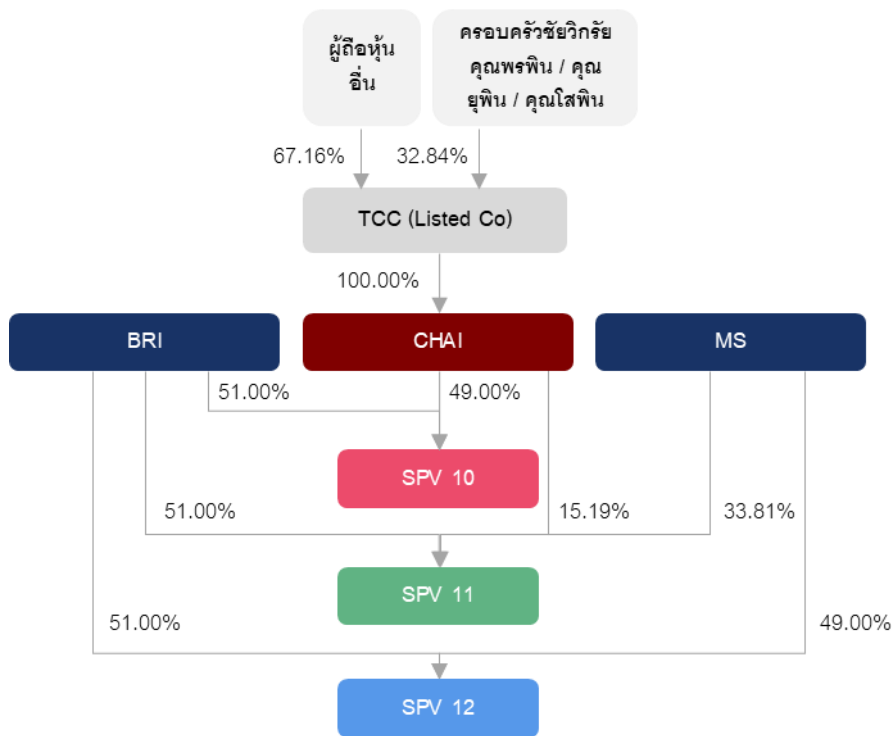 ผู้ถือหุ้น
อื่น
ครอบครัวชัยวิกรัย
คุณพรพิน / คุณ
ยุพิน / คุณโสพิน
67.16%
32.84%
TCC (Listed Co)
100.00%
BRI
CHAI
MS
51.00%
49.00%
SPV 10
51.00%
15.19%
33.81%
SPV 11
51.00%
49.00%
SPV 12